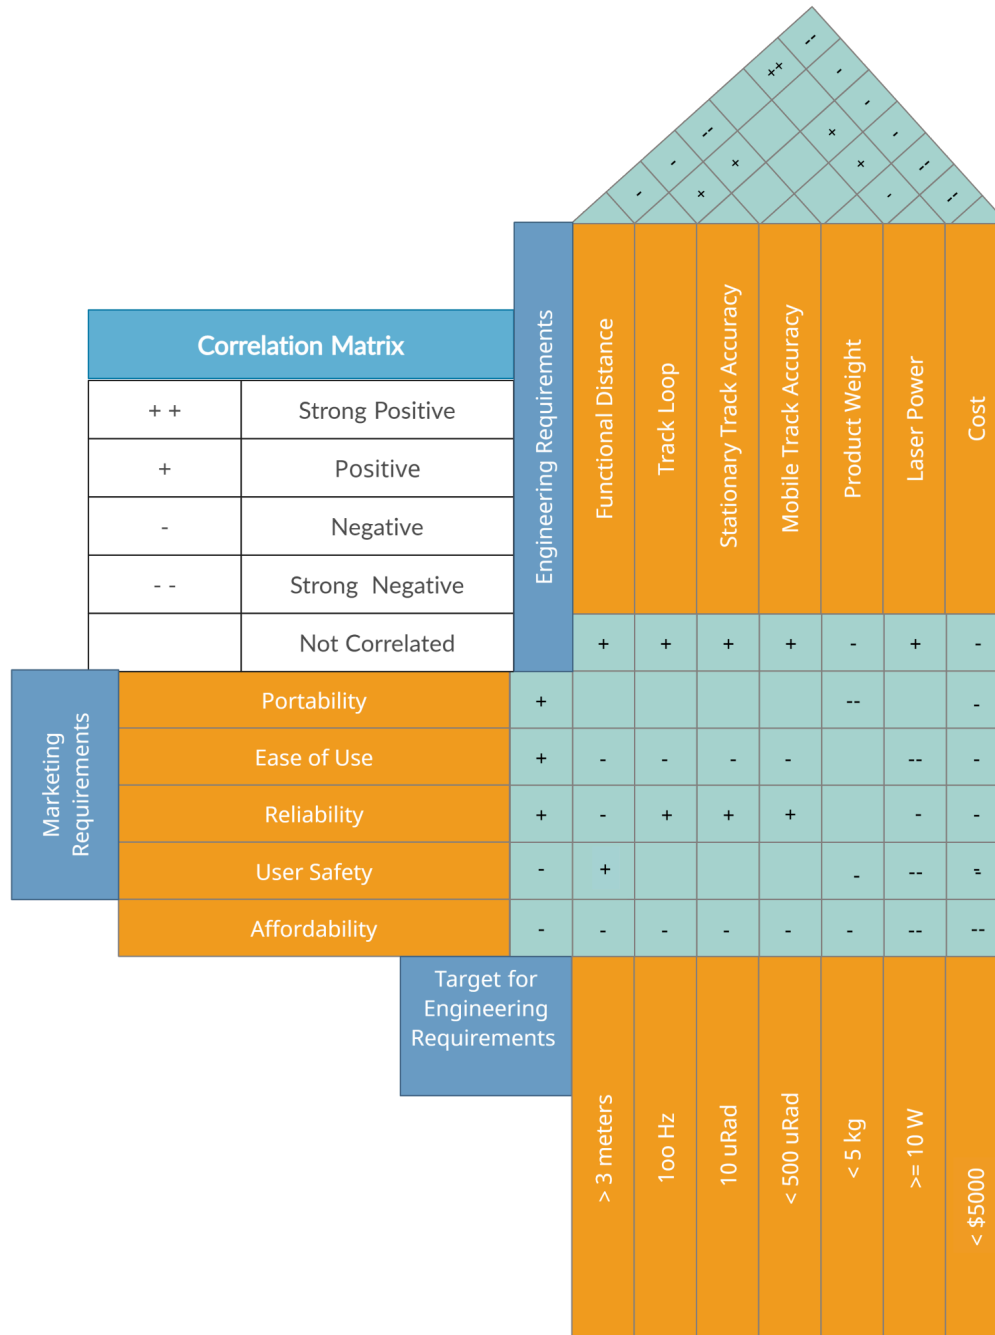 --
++
-
-
--
+
-
-
+
+
--
-
+
-
--
Engineering Requirements
Functional Distance
Track Loop
Stationary Track Accuracy
Mobile Track Accuracy
Product Weight
Laser Power
Cost
Correlation Matrix
+ + Strong Positive
+ Positive
- Negative
- - Strong  Negative
Not Correlated
+ + + + - + -
Marketing
Requirements
Portability + -- -
Ease of Use + - - - - -- -
Reliability + - + + + - -
User Safety - + - -- - -
Affordability - - - - - - -- --
Target for
Engineering
Requirements
> 3 meters
1oo Hz
10 uRad
< 500 uRad
< 5 kg
>= 10 W
< $5000